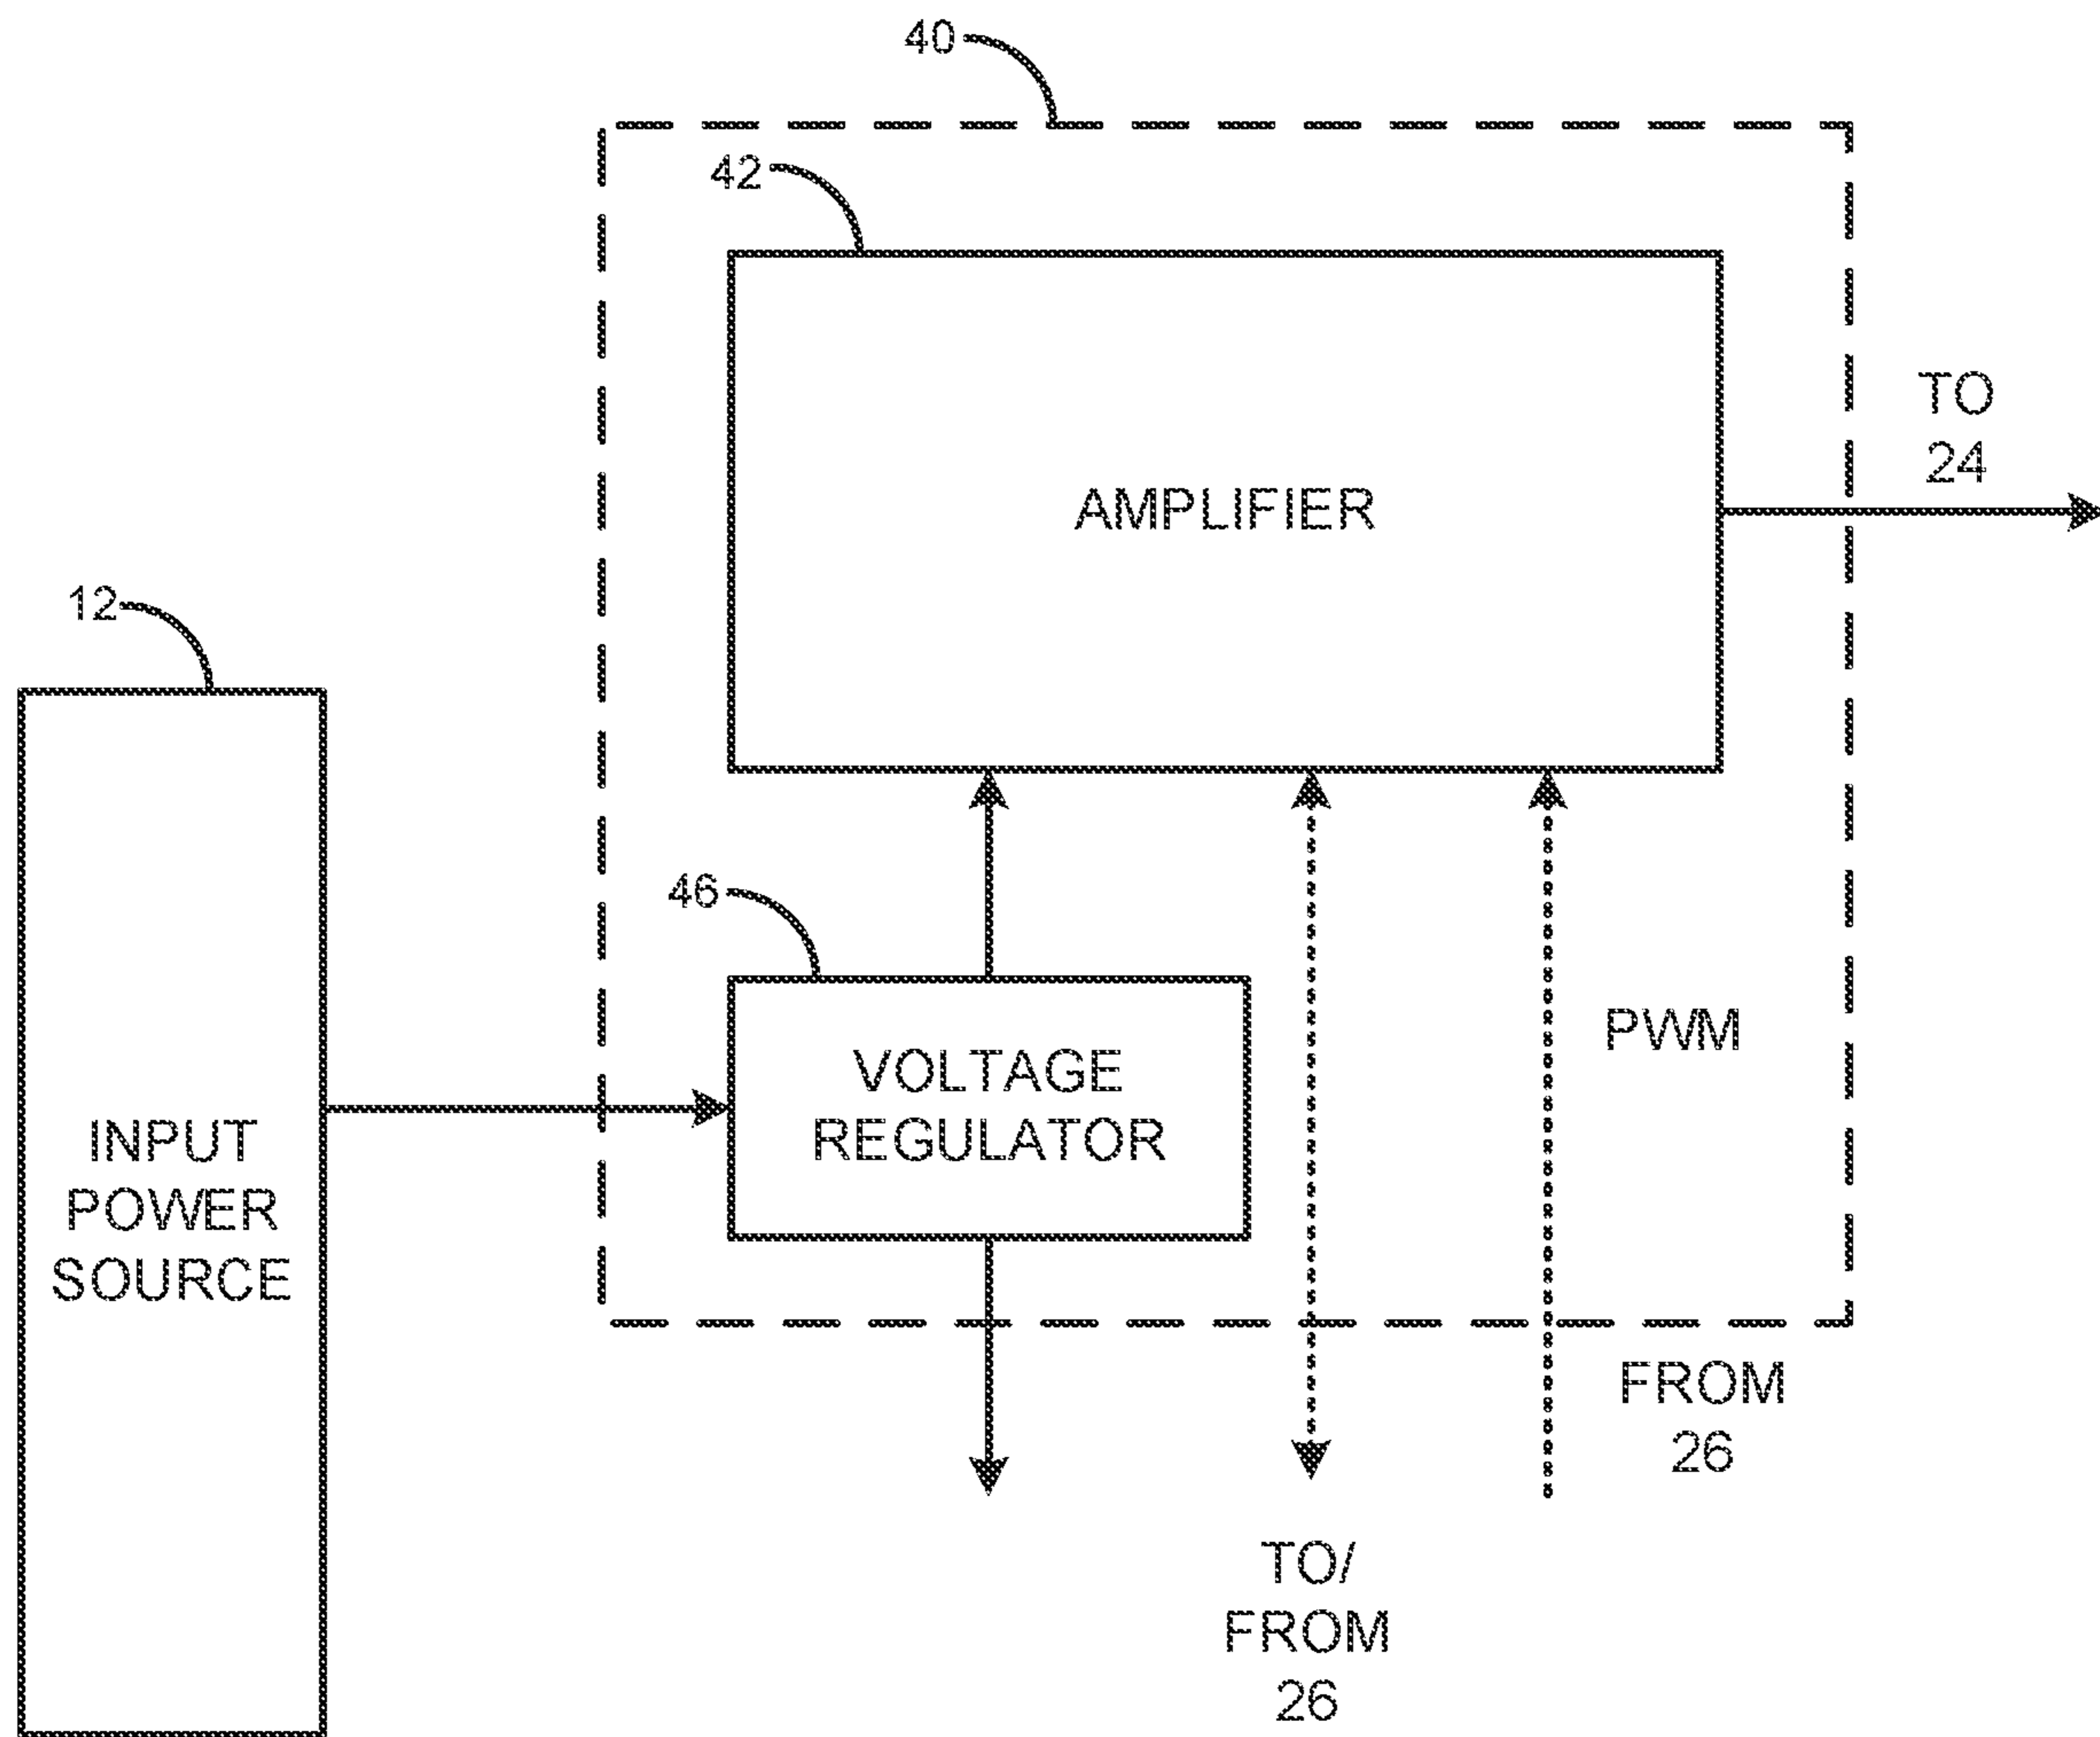 40
42
AMPLIFIER
TO
24
12
46
VOLTAGE
REGULATOR
PWM
INPUT
POWER
SOURCE
FROM
26
TO/
FROM
26